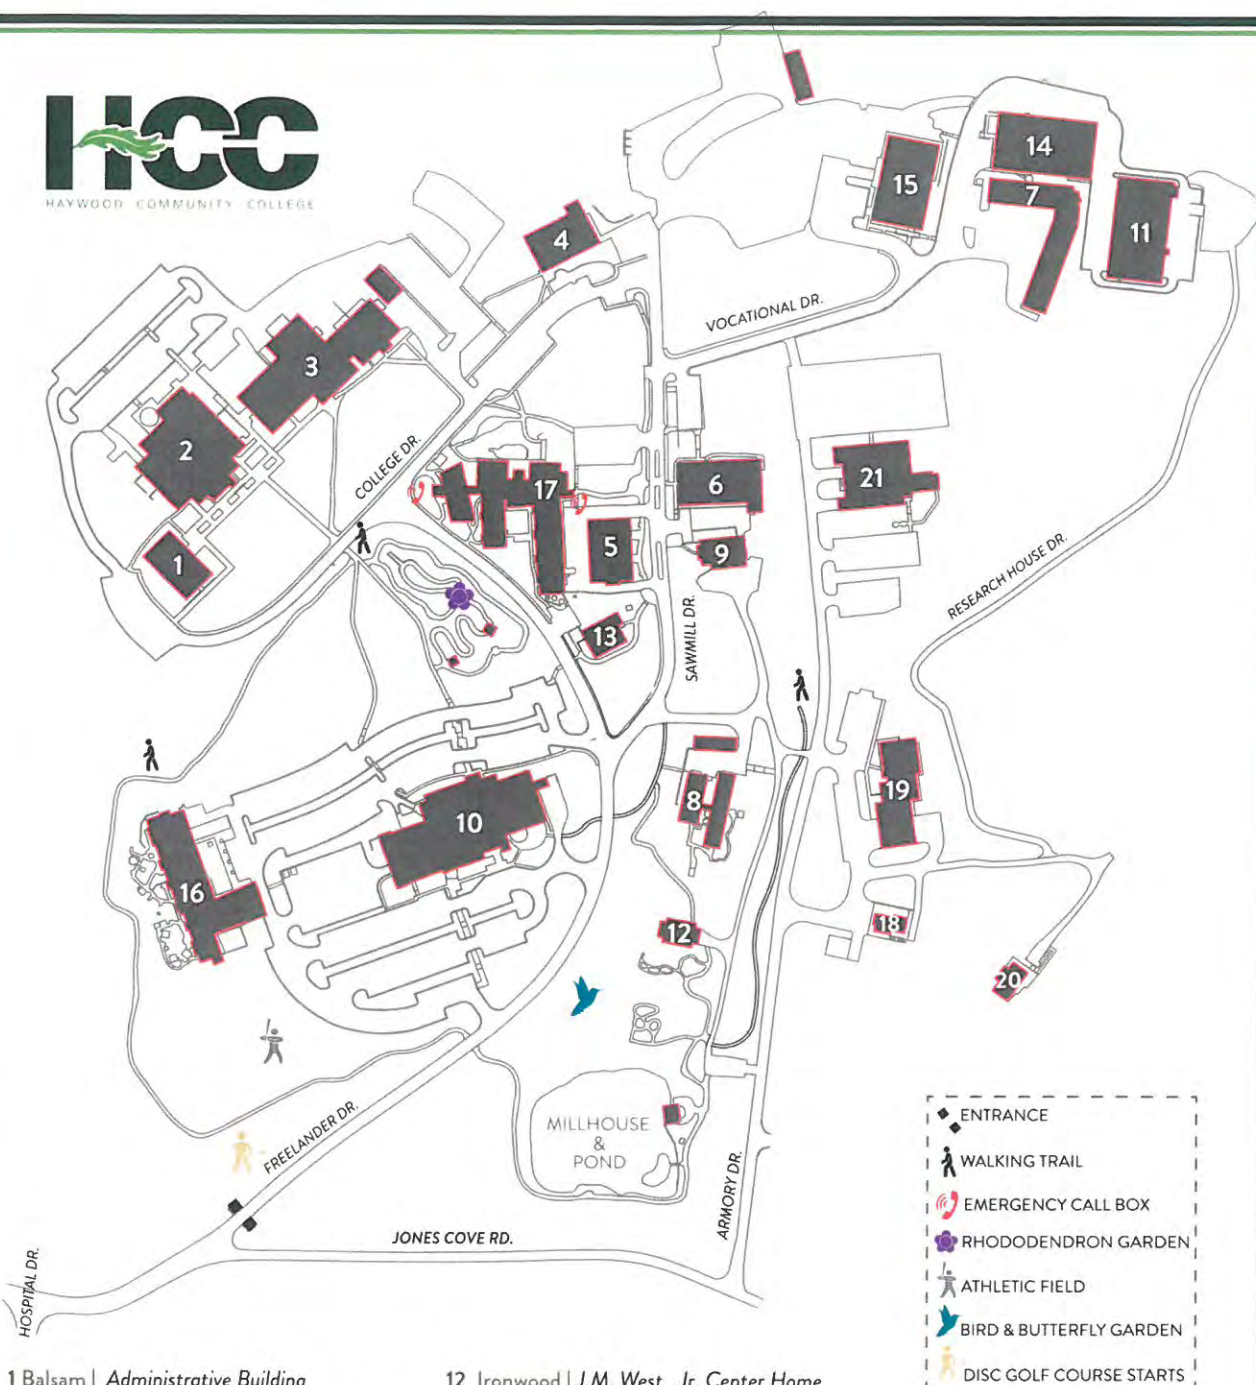 HCC
HAYWOOD COMMUNITY COLLEGE
14
15
7
11
4
VOCATIONAL DR.
3
2
COLLEGE DR.
17
6
21
5
9
1
RESEARCH HOUSE DR.
13
SAWMILL DR.
8
19
10
16
12
18
20
MILLHOUSE
&
POND
FREELANDER DR.
ARMORY DR.
JONES COVE RD.
HOSPITAL DR.
ENTRANCE
WALKING TRAIL
EMERGENCY CALL BOX
RHODODENDRON GARDEN
ATHLETIC FIELD
BIRD & BUTTERFLY GARDEN
DISC GOLF COURSE STARTS
1 Balsam | Administrative Building
12 Ironwood | J.M. West, Jr. Center Home